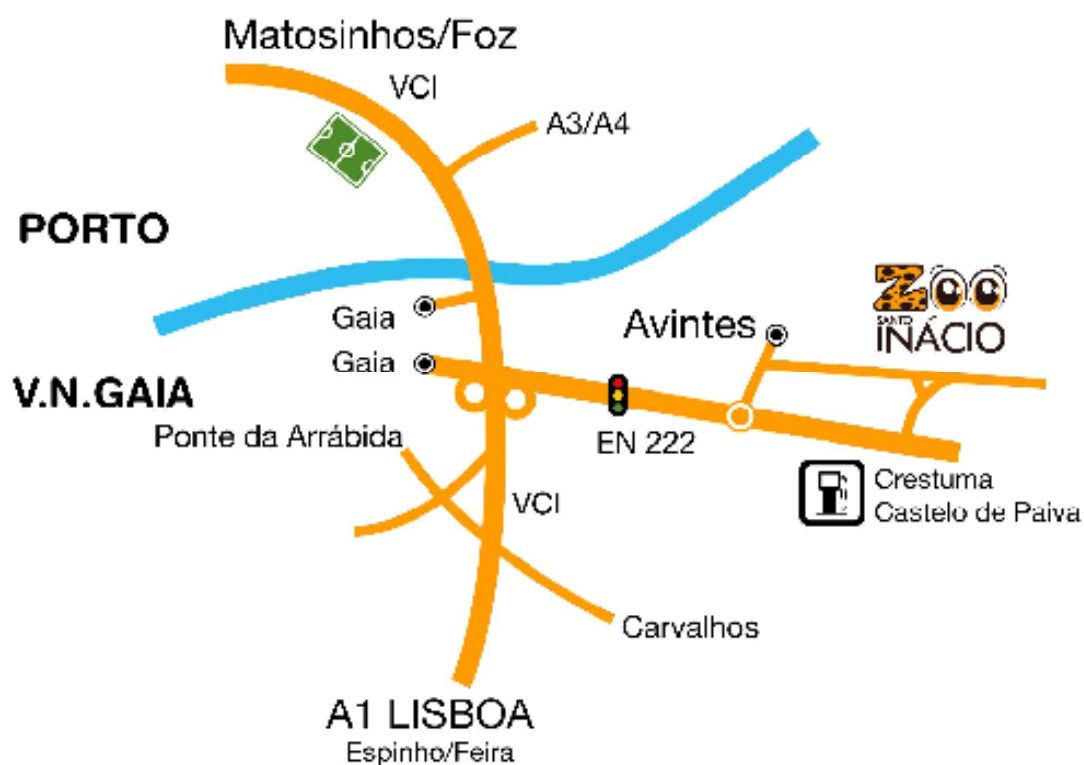 Matosinhos/Foz
VCI
A3/A4
PORTO
ZOO
SANTO
INÁCIO
Gaia
Avintes
Gaia
V.N.GAIA
Ponte da Arrábida
EN 222
VCI
Crestuma
Castelo de Paiva
Carvalhos
A1 LISBOA
Espinho/Feira